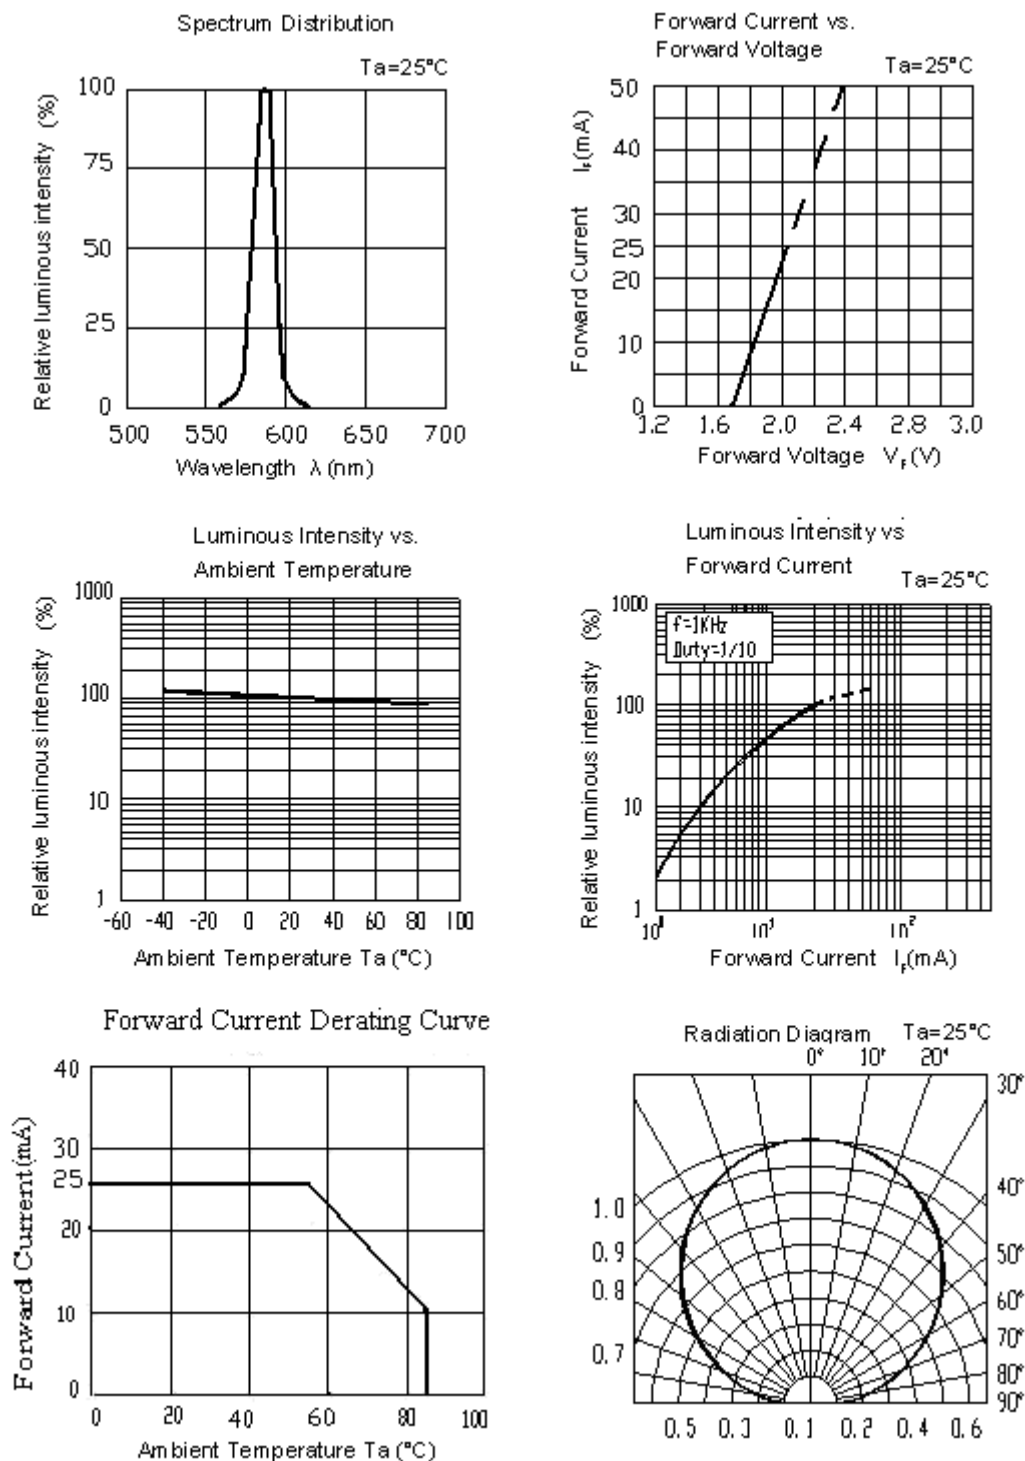 Spectrum Distribution
Ta=25°C
Relative luminous intensity (%)
100
75
50
25
0
500 550 600 650 700
Wavelength λ (nm)
Forward Current vs.
Forward Voltage
Ta=25°C
Forward Current IF(mA)
50
40
30
25
20
10
0
1.2 1.6 2.0 2.4 2.8 3.0
Forward Voltage VF(V)
Luminous Intensity vs.
Ambient Temperature
Relative luminous intensity (%)
1000
100
10
1
-60 -40 -20 0 20 40 60 80 100
Ambient Temperature Ta (°C)
Luminous Intensity vs
Forward Current
Ta=25°C
Relative luminous intensity (%)
1000
f=1KHz
Duty=1/10
100
10
1
10⁰ 10¹ 10²
Forward Current IF(mA)
Forward Current Derating Curve
Forward Current(mA)
40
30
25
20
10
0
0 20 40 60 80 100
Ambient Temperature Ta (°C)
Radiation Diagram
Ta=25°C
0° 10° 20°
30°
40°
50°
60°
70°
80°
90°
1.0
0.9
0.8
0.7
0.5 0.3 0.1 0.2 0.4 0.6